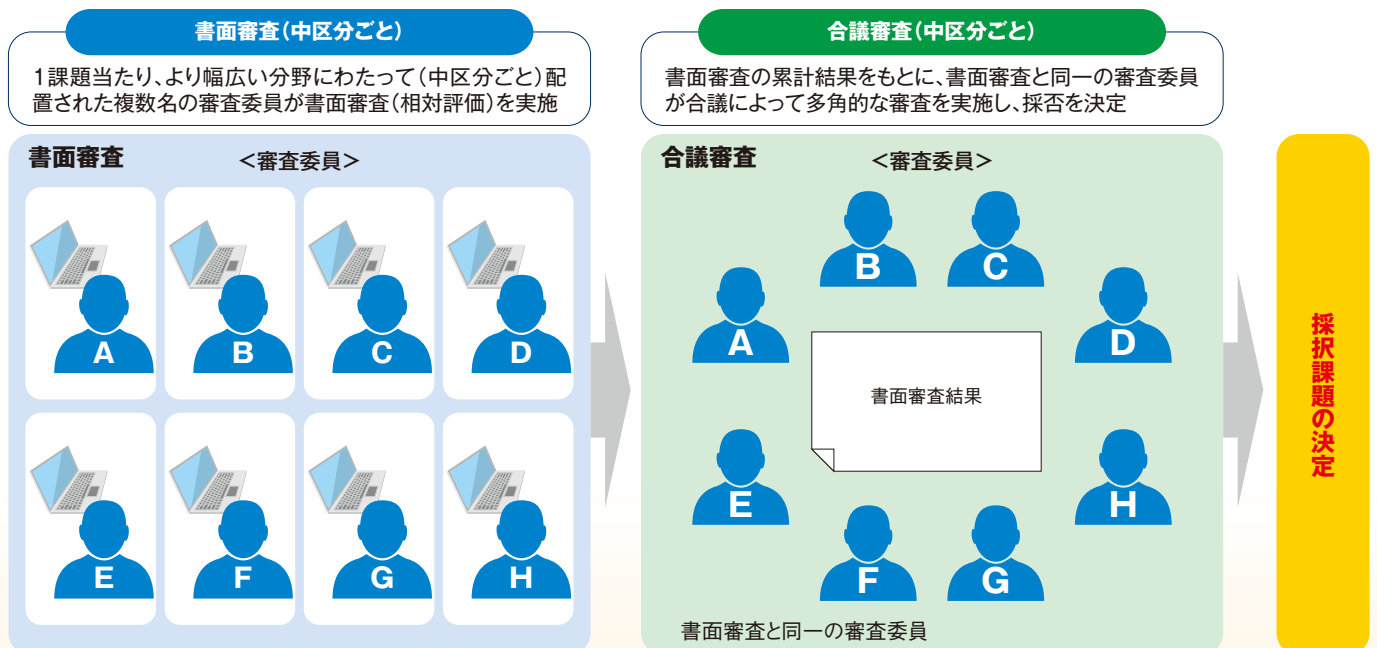 書面審査(中区分ごと)
1課題当たり、より幅広い分野にわたって(中区分ごと)配
置された複数名の審査委員が書面審査(相対評価)を実施
書面審査
<審査委員>
A
B
C
D
E
F
G
H
合議審査(中区分ごと)
書面審査の累計結果をもとに、書面審査と同一の審査委員
が合議によって多角的な審査を実施し、採否を決定
合議審査
<審査委員>
B
C
A
D
書面審査結果
E
H
F
G
書面審査と同一の審査委員
採択課題の決定